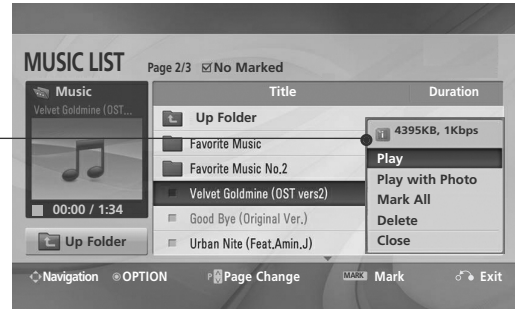 MUSIC LIST
Page 2/3 No Marked
Music
Velvet Goldmine (OST...
00:00 / 1:34
Up Folder
Title Duration
Up Folder
Favorite Music
Favorite Music No.2
Velvet Goldmine (OST vers2)
Good Bye (Original Ver.)
Urban Nite (Feat.Amin.J)
4395KB, 1Kbps
Play
Play with Photo
Mark All
Delete
Close
Navigation OPTION P Page Change MARK Mark Exit